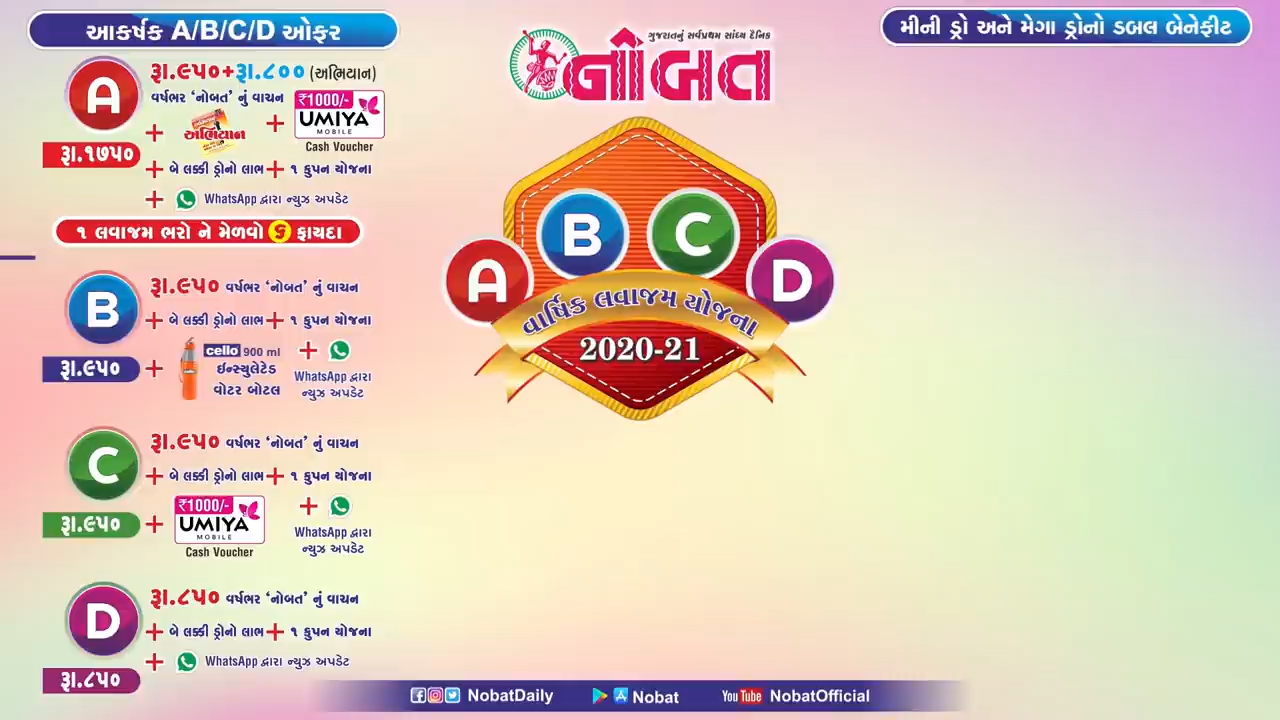 આકર્ષક A/B/C/D ઓફર
A
રૂા.૯૫૦+રૂા.૮૦૦ (અભિયાન)
વર્ષભર ‘નોબત’ નું વાચન
+ અભિયાન + ₹1000/- UMIYA MOBILE
Cash Voucher
રૂા.૧૭૫૦
+ બે લક્કી ડ્રોનો લાભ + ૧ કુપન યોજના
+ WhatsApp દ્વારા ન્યુઝ અપડેટ
૧ લવાજમ ભરો ને મેળવો ૬ ફાયદા
B
રૂા.૯૫૦ વર્ષભર ‘નોબત’ નું વાચન
+ બે લક્કી ડ્રોનો લાભ + ૧ કુપન યોજના
રૂા.૯૫૦
+ cello 900 ml
ઈન્સ્યુલેટેડ
વોટર બોટલ
+ WhatsApp દ્વારા
ન્યુઝ અપડેટ
C
રૂા.૯૫૦ વર્ષભર ‘નોબત’ નું વાચન
+ બે લક્કી ડ્રોનો લાભ + ૧ કુપન યોજના
રૂા.૯૫૦
+ ₹1000/-
UMIYA
MOBILE
Cash Voucher
+ WhatsApp દ્વારા
ન્યુઝ અપડેટ
D
રૂા.૮૫૦ વર્ષભર ‘નોબત’ નું વાચન
+ બે લક્કી ડ્રોનો લાભ + ૧ કુપન યોજના
+ WhatsApp દ્વારા ન્યુઝ અપડેટ
રૂા.૮૫૦
ગુજરાતનું સર્વપ્રથમ સાંધ્ય દૈનિક
નોબત
A B C D
વાર્ષિક લવાજમ યોજના
2020-21
મીની ડ્રો અને મેગા ડ્રોનો ડબલ બેનેફીટ
NobatDaily Nobat You Tube NobatOfficial